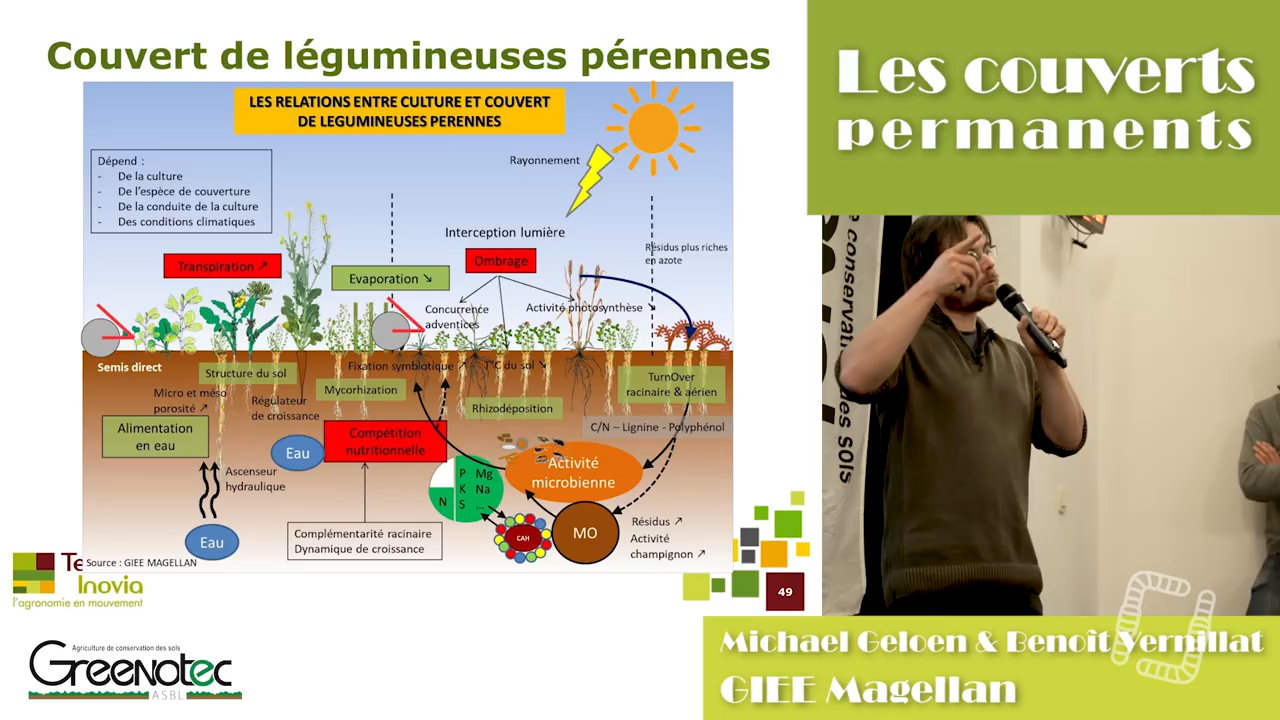 Couvert de légumineuses pérennes
LES RELATIONS ENTRE CULTURE ET COUVERT
DE LEGUMINEUSES PERENNES
Dépend :
- De la culture
- De l'espèce de couverture
- De la conduite de la culture
- Des conditions climatiques
Rayonnement
Interception lumière
Ombrage
Résidus plus riches
en azote
Transpiration ↗
Evaporation ↘
Concurrence
adventices
Activité photosynthèse ↘
Semis direct
Structure du sol
Fixation symbiotique ↗
T°C du sol ↘
Micro et méso
porosité ↗
Régulateur
de croissance
Mycorhization
Rhizodéposition
TurnOver
racinaire & aérien
C/N – Lignine - Polyphénol
Alimentation
en eau
Eau
Compétition
nutritionnelle
Activité
microbienne
Ascenseur
hydraulique
N
P Mg
K Na
S ...
CAH
MO
Résidus ↗
Activité
champignon ↗
Eau
Complémentarité racinaire
Dynamique de croissance
Source : GIEE MAGELLAN
Te
Inovia
l'agronomie en mouvement
49
Agriculture de conservation des sols
Greenotec
ASBL
Les couverts
permanents
e conservati
des sols
Michael Geloen & Benoît Vernillat
GIEE Magellan